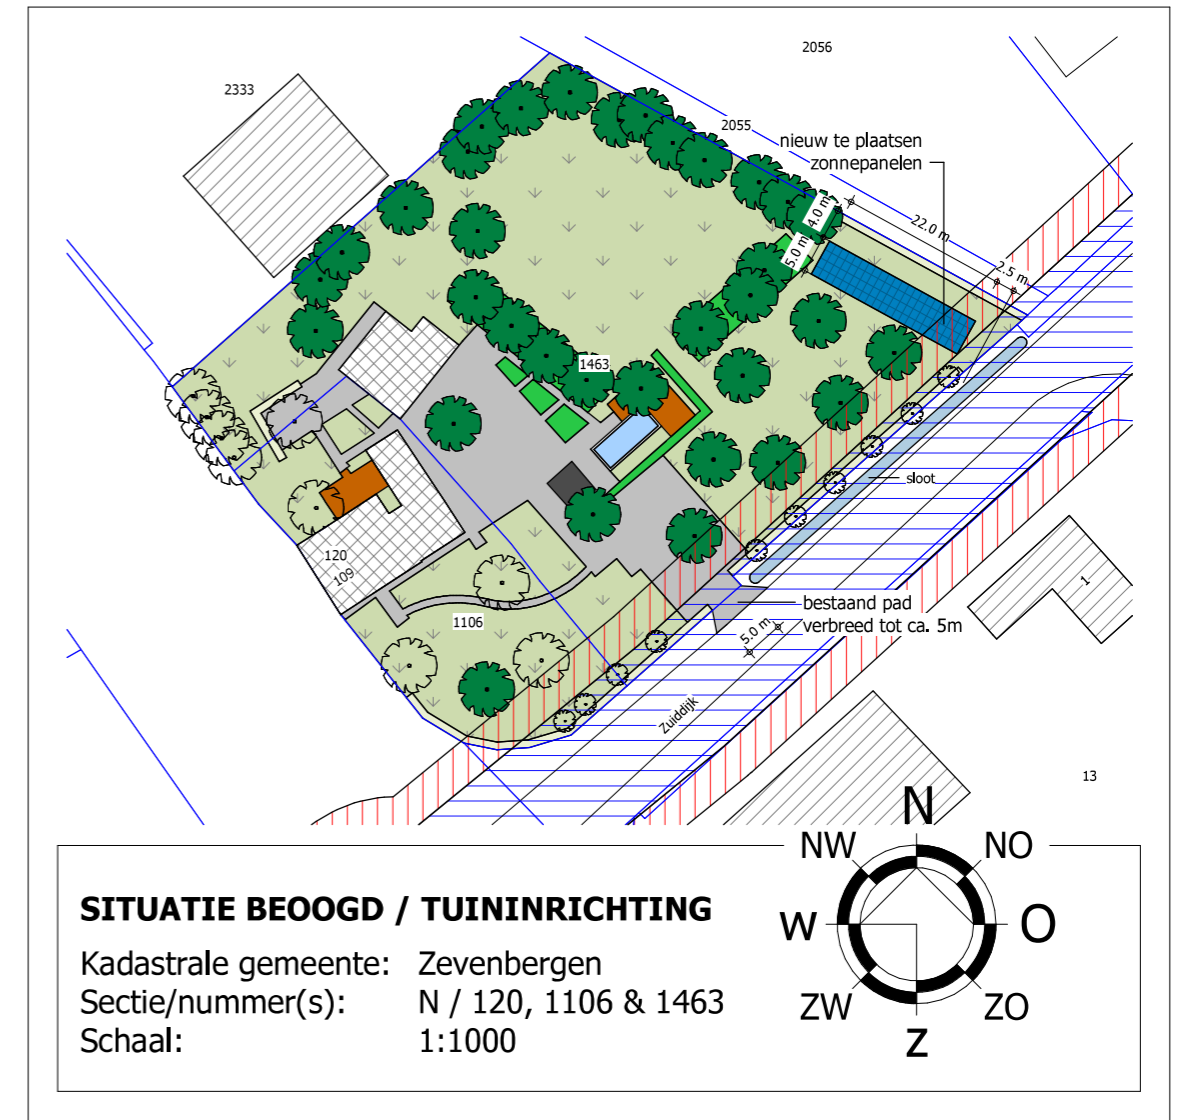 2056
2333
2055
nieuw te plaatsen
zonnepanelen
4.0 m
22.0 m
5.0 m
2.5 m
1463
sloot
120
109
1
bestaand pad
verbreed tot ca. 5m
1106
5.0 m
Zuiddijk
13
SITUATIE BEOOGD / TUININRICHTING
Kadastrale gemeente: Zevenbergen
Sectie/nummer(s): N / 120, 1106 & 1463
Schaal: 1:1000
N
NW
NO
W
O
ZW
ZO
Z